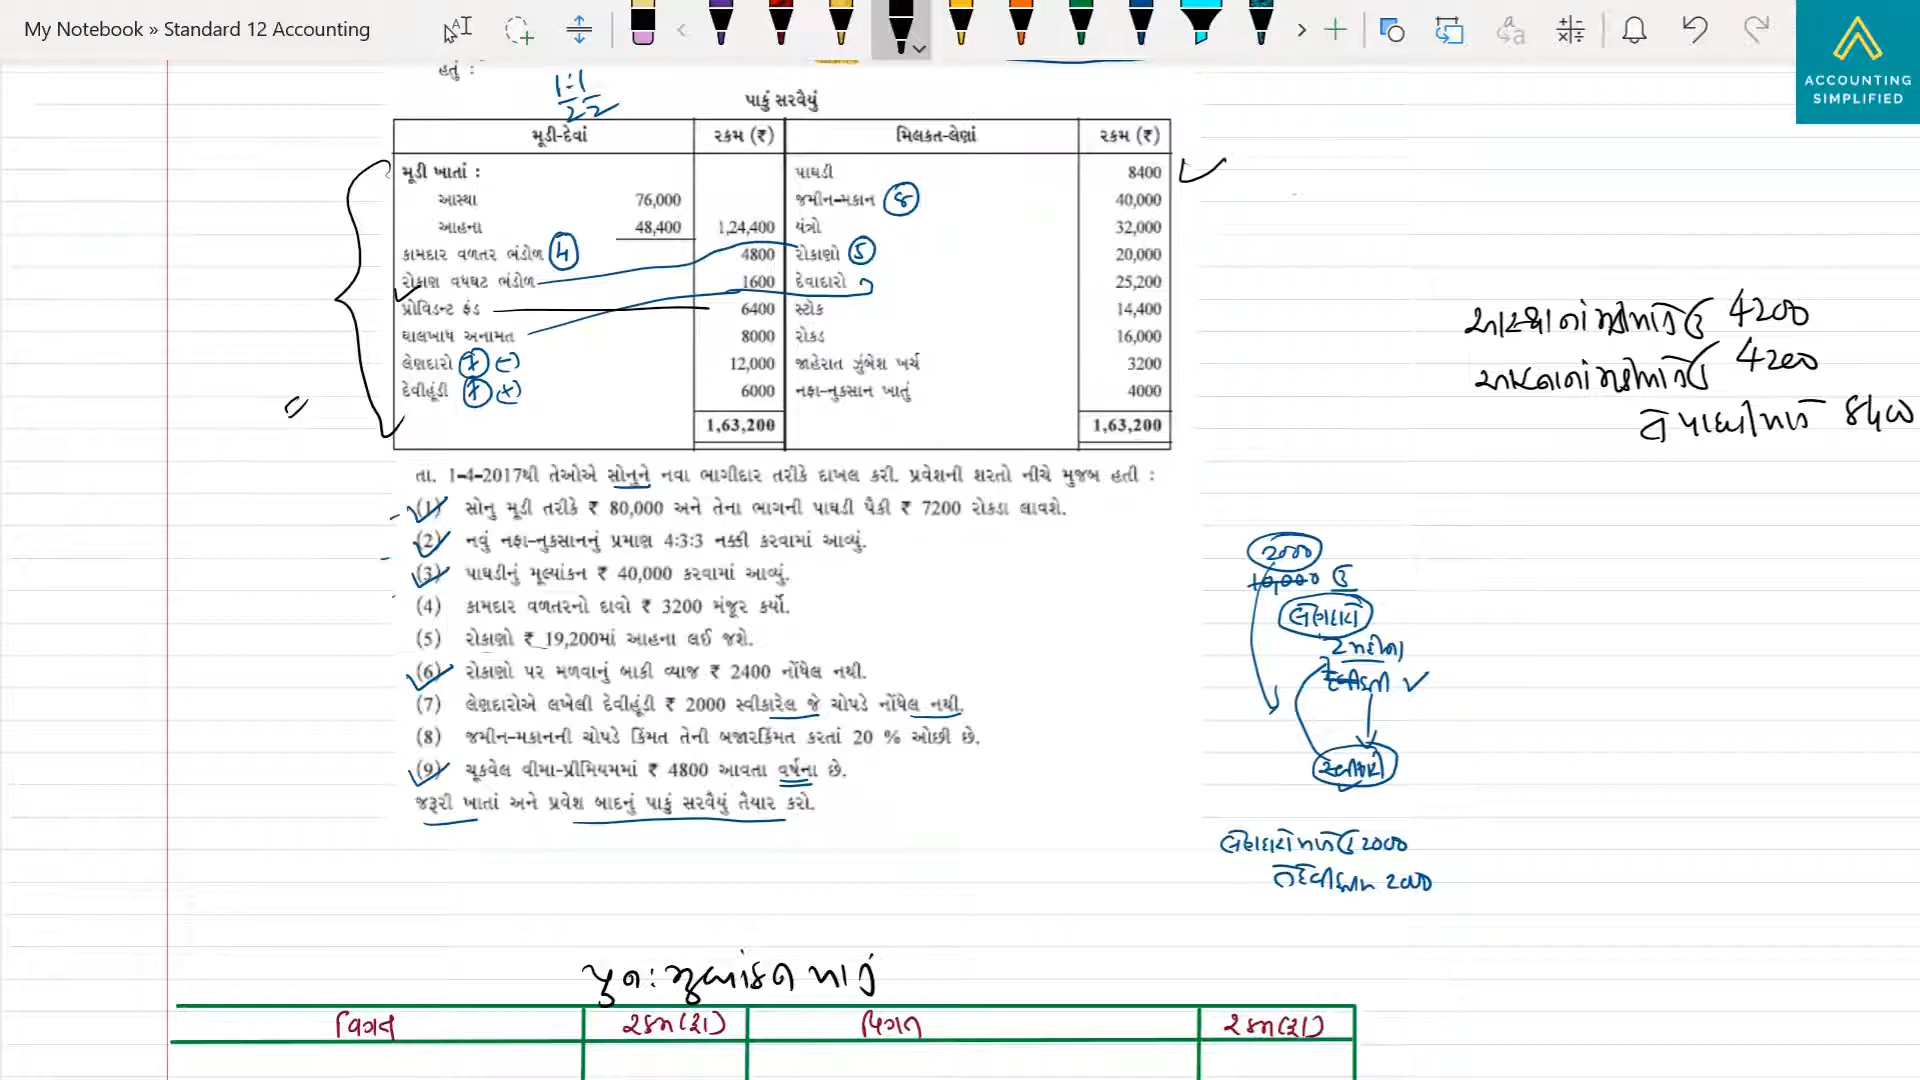 My Notebook » Standard 12 Accounting
ACCOUNTING
SIMPLIFIED
હતું :
1:1
2 2
પાકું સરવૈયું
મૂડી-દેવાં રકમ (₹) મિલકત-લેણાં રકમ (₹)
મૂડી ખાતાં : પાઘડી 8400
આસ્થા 76,000 જમીન-મકાન 8 40,000
આહના 48,400 1,24,400 યંત્રો 32,000
કામદાર વળતર ભંડોળ 4 4800 રોકાણો 5 20,000
રોકાણ વધઘટ ભંડોળ 1600 દેવાદારો 25,200
પ્રોવિડન્ટ ફંડ 6400 સ્ટોક 14,400
ઘાલખાધ અનામત 8000 રોકડ 16,000
લેણદારો 7 (-) 12,000 જાહેરાત ઝુંબેશ ખર્ચ 3200
દેવીહૂંડી 7 (+) 6000 નફા-નુકસાન ખાતું 4000
1,63,200 1,63,200
તા. 1-4-2017થી તેઓએ સોનુને નવા ભાગીદાર તરીકે દાખલ કરી. પ્રવેશની શરતો નીચે મુજબ હતી :
(1) સોનુ મૂડી તરીકે ₹ 80,000 અને તેના ભાગની પાઘડી પૈકી ₹ 7200 રોકડા લાવશે.
(2) નવું નફા-નુકસાનનું પ્રમાણ 4:3:3 નક્કી કરવામાં આવ્યું.
(3) પાઘડીનું મૂલ્યાંકન ₹ 40,000 કરવામાં આવ્યું.
(4) કામદાર વળતરનો દાવો ₹ 3200 મંજૂર કર્યો.
(5) રોકાણો ₹ 19,200માં આહના લઈ જશે.
(6) રોકાણો પર મળવાનું બાકી વ્યાજ ₹ 2400 નોંધેલ નથી.
(7) લેણદારોએ લખેલી દેવીહૂંડી ₹ 2000 સ્વીકારેલ જે ચોપડે નોંધેલ નથી.
(8) જમીન-મકાનની ચોપડે કિંમત તેની બજારકિંમત કરતાં 20 % ઓછી છે.
(9) ચૂકવેલ વીમા-પ્રીમિયમમાં ₹ 4800 આવતા વર્ષના છે.
જરૂરી ખાતાં અને પ્રવેશ બાદનું પાકું સરવૈયું તૈયાર કરો.
આસ્થાનાં મૂડીખાતે ઉ 4200
આહનાનાં મૂડીખાતે ઉ 4200
તે પાઘડી ખાતે 8400
2000
10,000 ઉ
લેણદારો
2 મહિના
લેણદારો ખાતે ઉ 2000
તે દેવીહૂંડી ખાતે 2000
પુનઃમૂલ્યાંકન ખાતું
વિગત રકમ(રૂા) વિગત રકમ(રૂા)